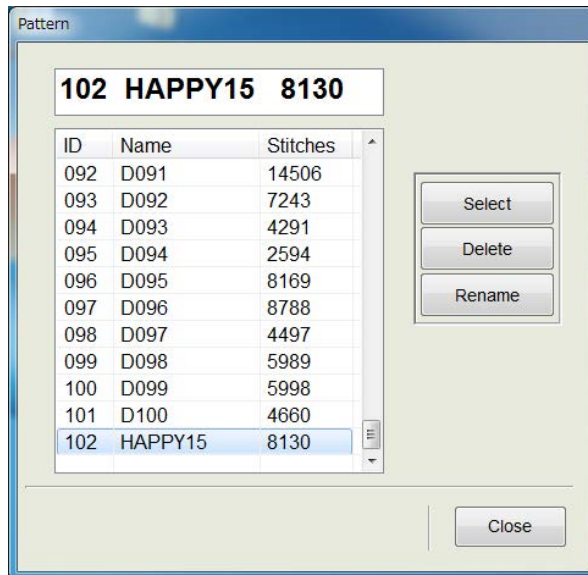 Pattern
102 HAPPY15 8130
ID Name Stitches
092 D091 14506
093 D092 7243
094 D093 4291
095 D094 2594
096 D095 8169
097 D096 8788
098 D097 4497
099 D098 5989
100 D099 5998
101 D100 4660
102 HAPPY15 8130
Select
Delete
Rename
Close